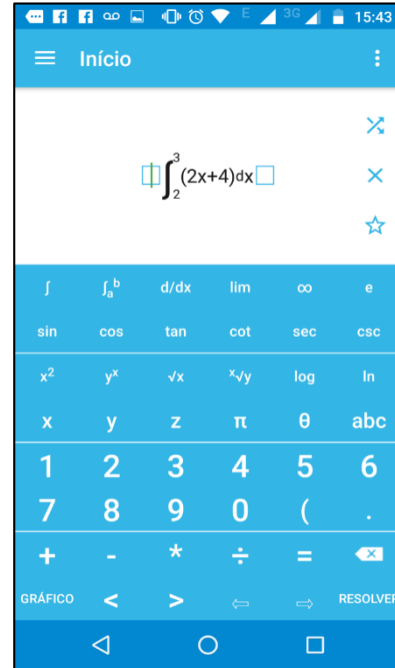 E 3G 15:43
Início
∫₂³(2x+4)dx
∫ ∫ₐᵇ d/dx lim ∞ e
sin cos tan cot sec csc
x² yˣ √x ˣ√y log ln
x y z π θ abc
1 2 3 4 5 6
7 8 9 0 ( .
+ - * ÷ =
GRÁFICO < > ⇦ ⇨ RESOLVER